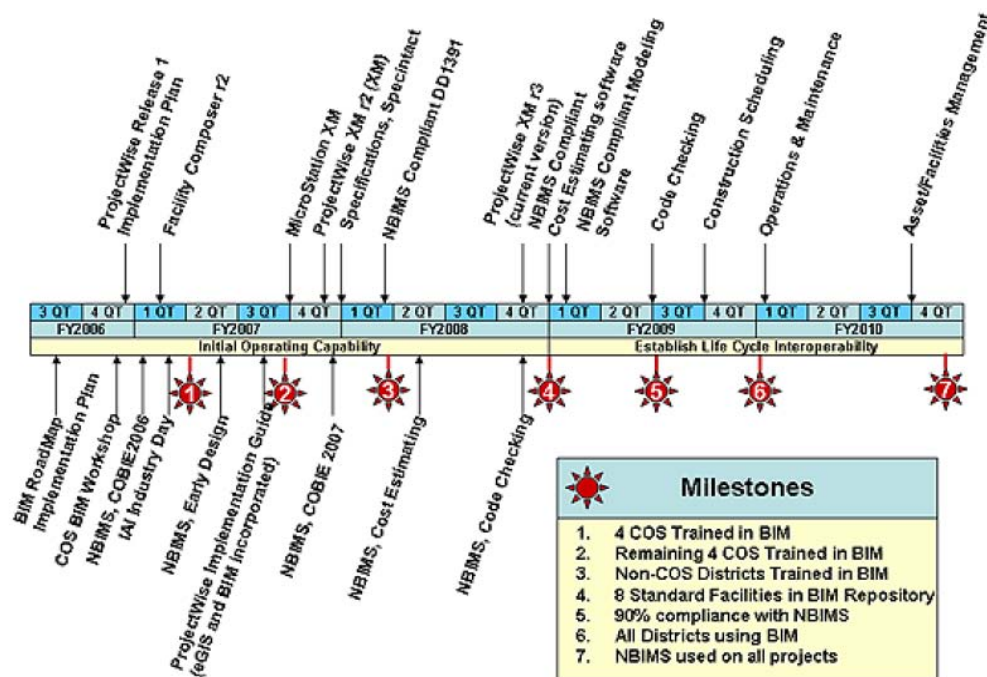 ProjectWise Release 1
Implementation Plan
Facility Composer r2
MicroStation XM
ProjectWise XM r2 (XM)
Specifications, Specintact
NBIMS Compliant DD1391
ProjectWise XM r3
(current version)
NBIMS Compliant
Cost Estimating software
NBIMS Compliant Modeling
Software
Code Checking
Construction Scheduling
Operations & Maintenance
Asset/Facilities Management
3 QT 4 QT 1 QT 2 QT 3 QT 4 QT 1 QT 2 QT 3 QT 4 QT 1 QT 2 QT 3 QT 4 QT 1 QT 2 QT 3 QT 4 QT
FY2006 FY2007 FY2008 FY2009 FY2010
Initial Operating Capability Establish Life Cycle Interoperability
1 2 3 4 5 6 7
BIM RoadMap
Implementation Plan
COS BIM Workshop
NBIMS, COBIE2006
IAI Industry Day
NBIMS, Early Design
ProjectWise Implementation Guide
(eGIS and BIM incorporated)
NBIMS, COBIE 2007
NBIMS, Cost Estimating
NBIMS, Code Checking
Milestones
1. 4 COS Trained in BIM
2. Remaining 4 COS Trained in BIM
3. Non-COS Districts Trained in BIM
4. 8 Standard Facilities in BIM Repository
5. 90% compliance with NBIMS
6. All Districts using BIM
7. NBIMS used on all projects